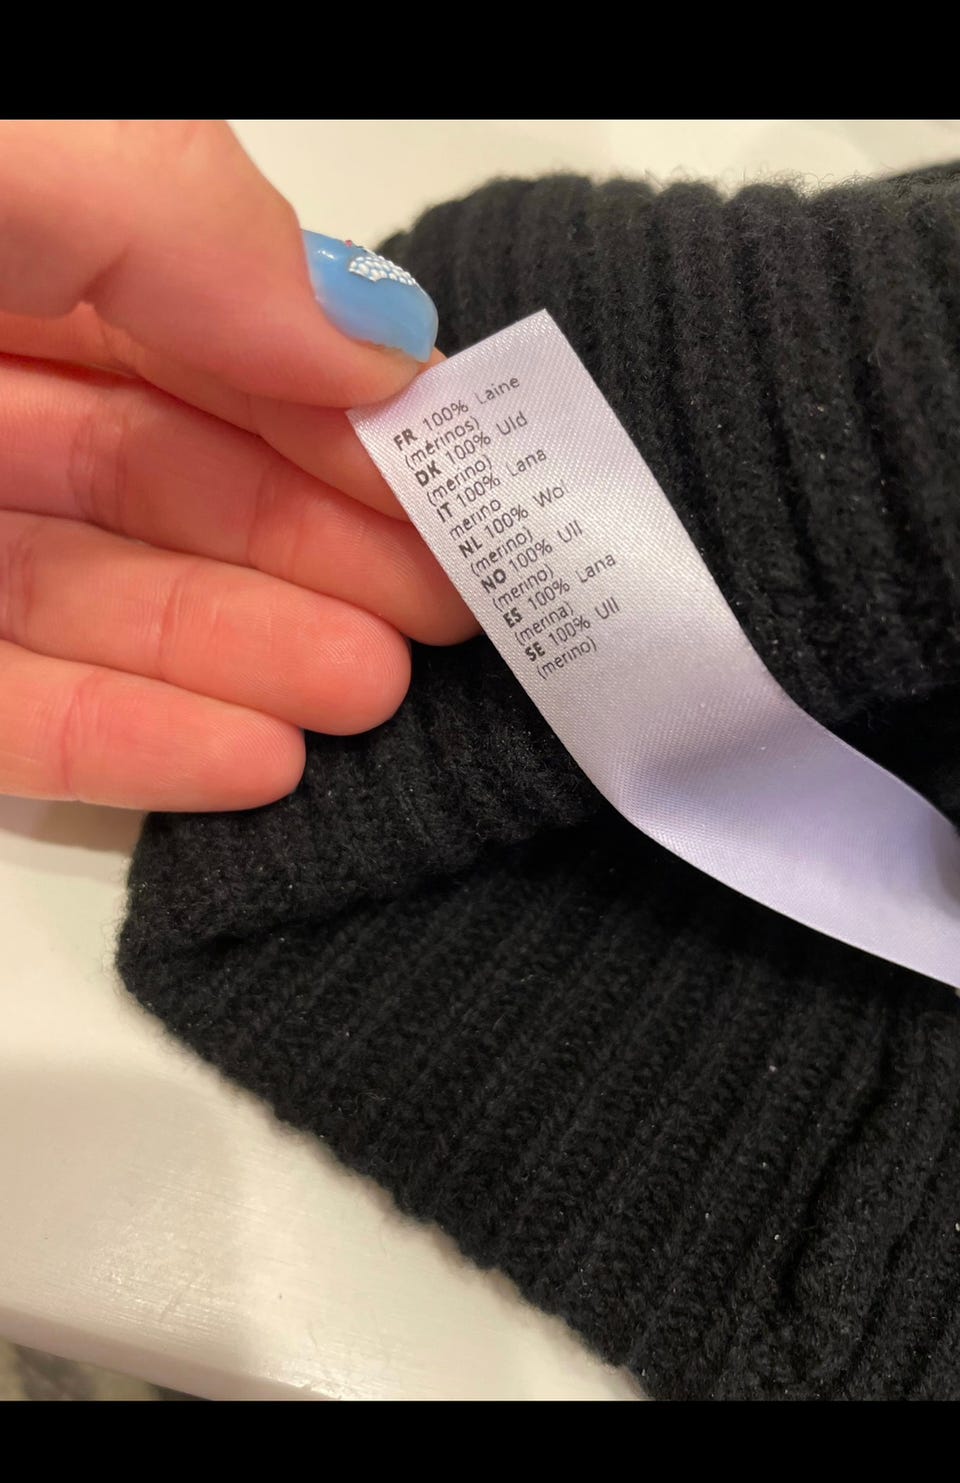 FR 100% Laine
(mérinos)
DK 100% Uld
(merino)
IT 100% Lana
merino
NL 100% Wol
(merino)
NO 100% Ull
(merino)
ES 100% Lana
(merina)
SE 100% Ull
(merino)